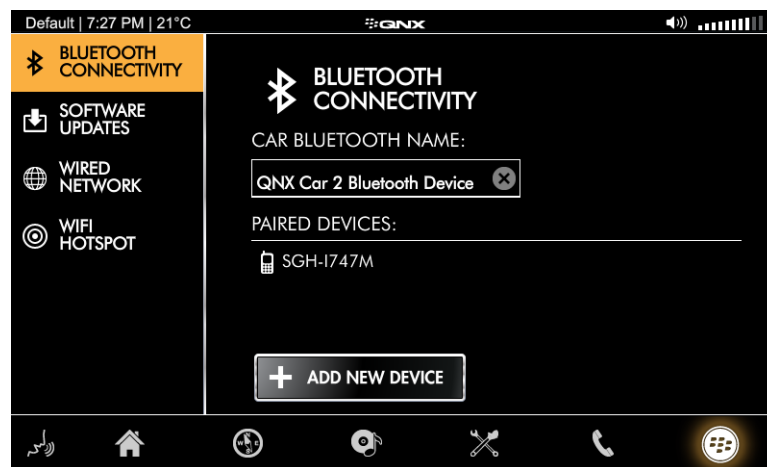 Default | 7:27 PM | 21°C
QNX
BLUETOOTH
CONNECTIVITY
SOFTWARE
UPDATES
WIRED
NETWORK
WIFI
HOTSPOT
BLUETOOTH
CONNECTIVITY
CAR BLUETOOTH NAME:
QNX Car 2 Bluetooth Device
PAIRED DEVICES:
SGH-I747M
ADD NEW DEVICE